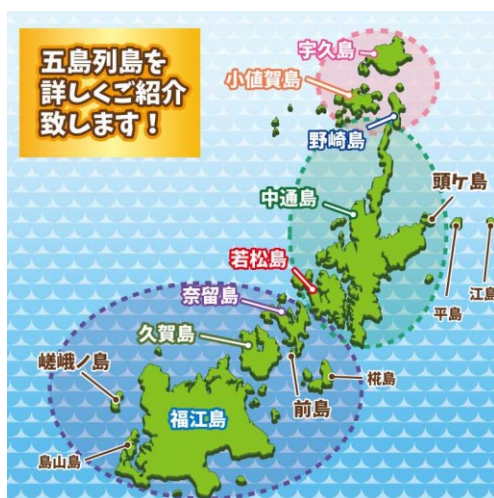 五島列島を
詳しくご紹介
致します！
宇久島
小値賀島
野崎島
中通島
頭ケ島
若松島
平島
江島
奈留島
久賀島
嵯峨ノ島
前島
椛島
福江島
島山島